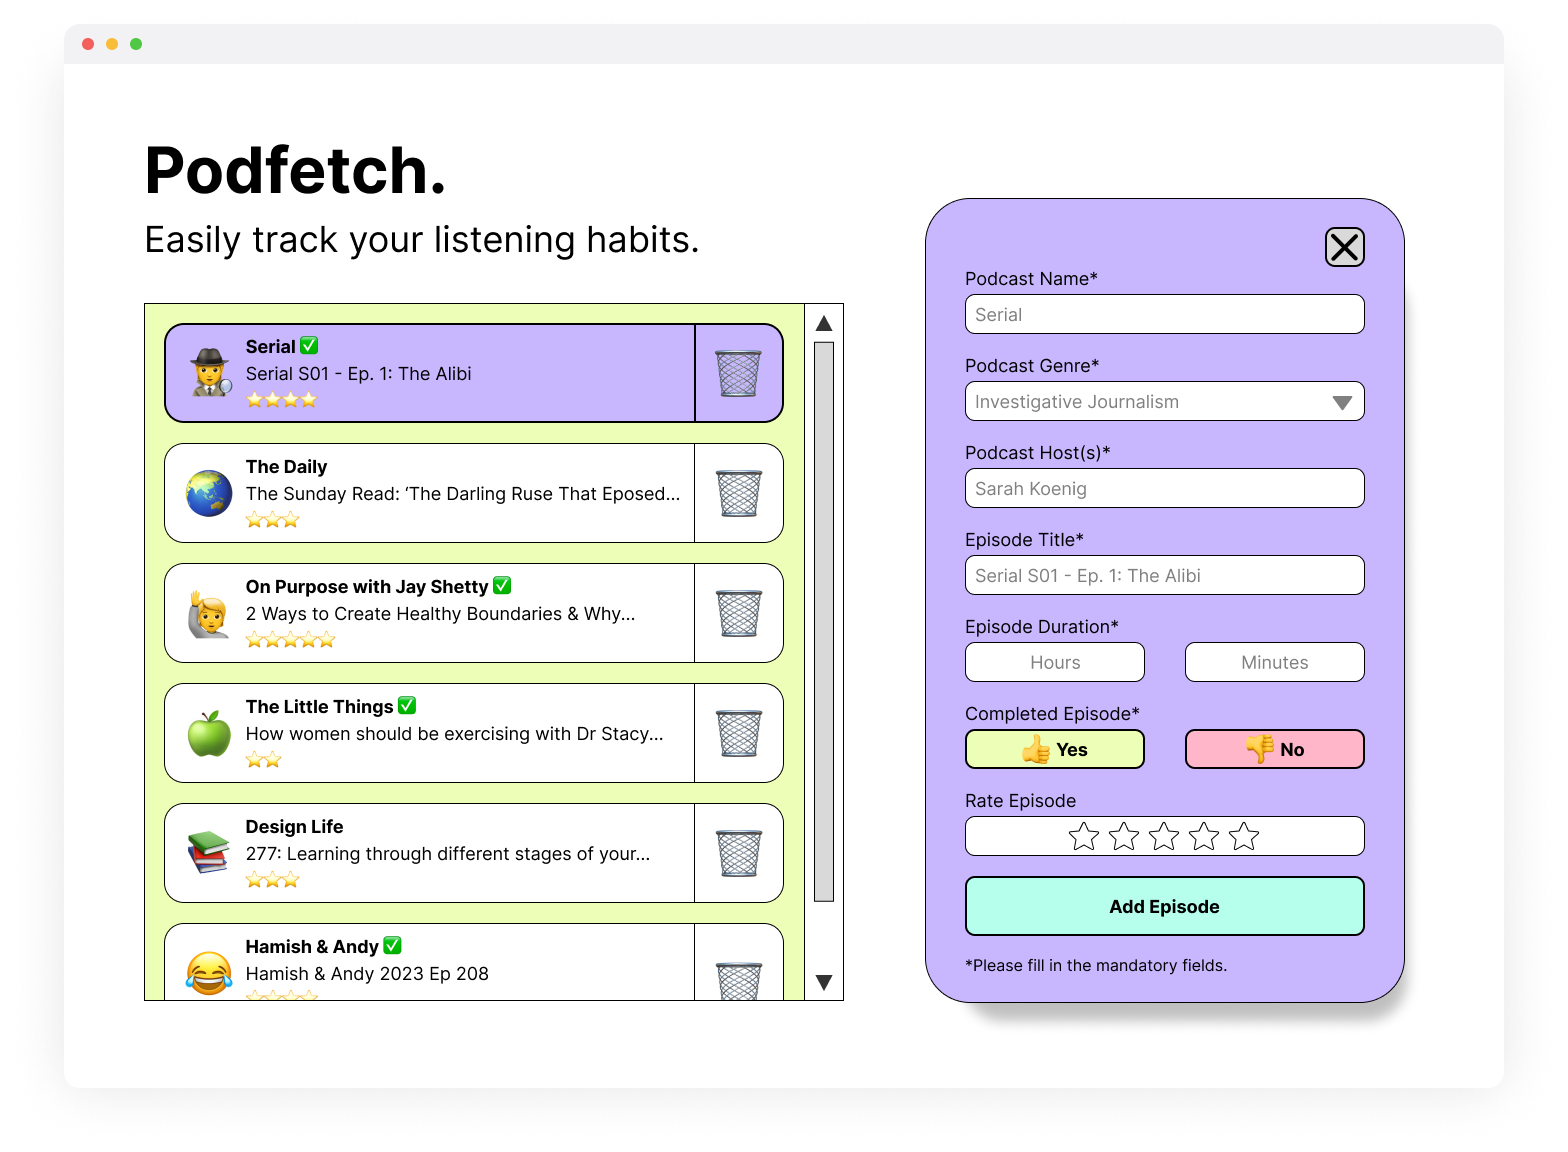 Podfetch.
Easily track your listening habits.
Serial ✅
Serial S01 - Ep. 1: The Alibi
The Daily
The Sunday Read: ‘The Darling Ruse That Eposed...
On Purpose with Jay Shetty ✅
2 Ways to Create Healthy Boundaries & Why...
The Little Things ✅
How women should be exercising with Dr Stacy...
Design Life
277: Learning through different stages of your...
Hamish & Andy ✅
Hamish & Andy 2023 Ep 208
Podcast Name*
Serial
Podcast Genre*
Investigative Journalism
Podcast Host(s)*
Sarah Koenig
Episode Title*
Serial S01 - Ep. 1: The Alibi
Episode Duration*
Hours Minutes
Completed Episode*
👍 Yes 👎 No
Rate Episode
Add Episode
*Please fill in the mandatory fields.